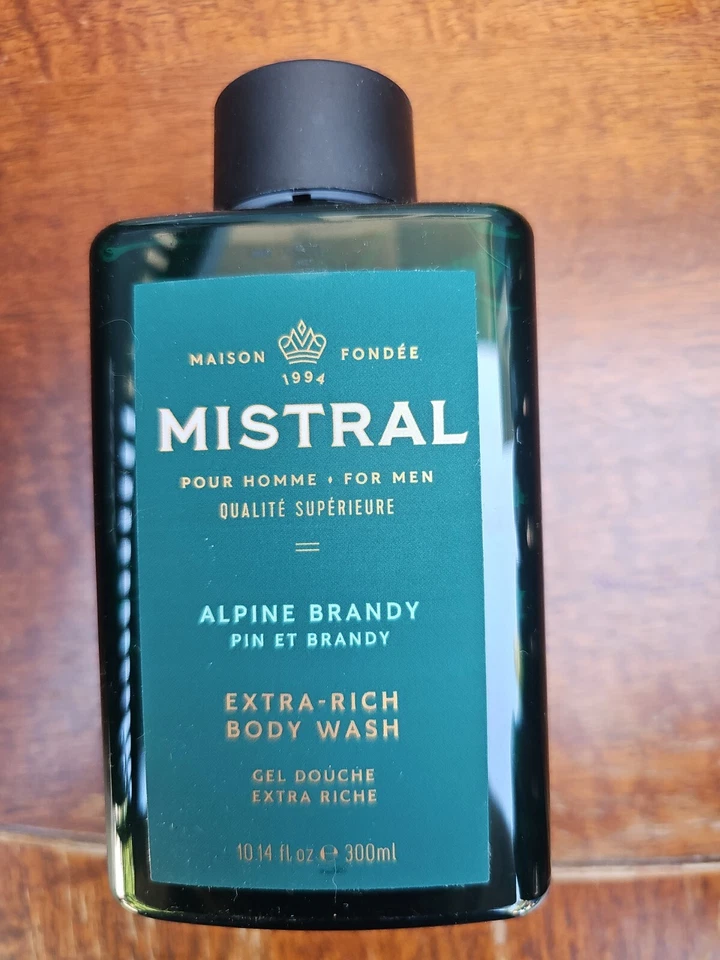 MAISON FONDÉE
1994
MISTRAL
POUR HOMME ⬧ FOR MEN
QUALITÉ SUPÉRIEURE
ALPINE BRANDY
PIN ET BRANDY
EXTRA-RICH
BODY WASH
GEL DOUCHE
EXTRA RICHE
10.14 fl oz ℮ 300ml